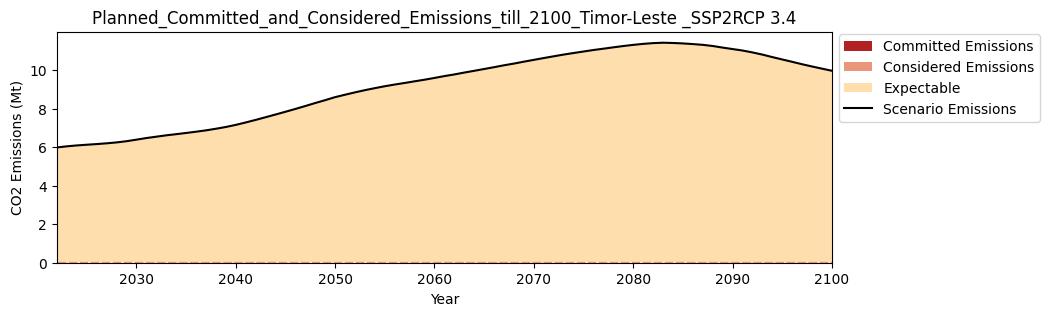 Planned_Committed_and_Considered_Emissions_till_2100_Timor-Leste _SSP2RCP 3.4
Committed Emissions
Considered Emissions
Expectable
Scenario Emissions
CO2 Emissions (Mt)
10
8
6
4
2
0
2030 2040 2050 2060 2070 2080 2090 2100
Year